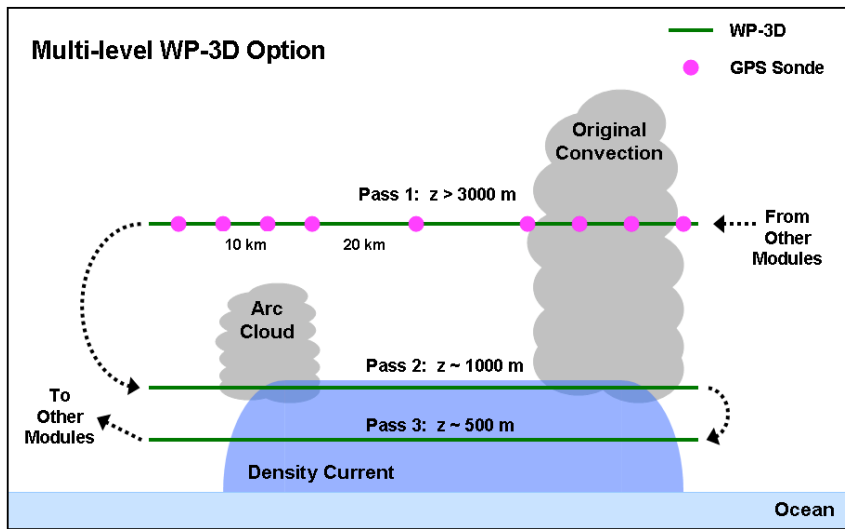 Multi-level WP-3D Option
WP-3D
GPS Sonde
Original
Convection
Pass 1: z > 3000 m
From
Other
Modules
10 km
20 km
Arc
Cloud
Pass 2: z ~ 1000 m
To
Other
Modules
Pass 3: z ~ 500 m
Density Current
Ocean